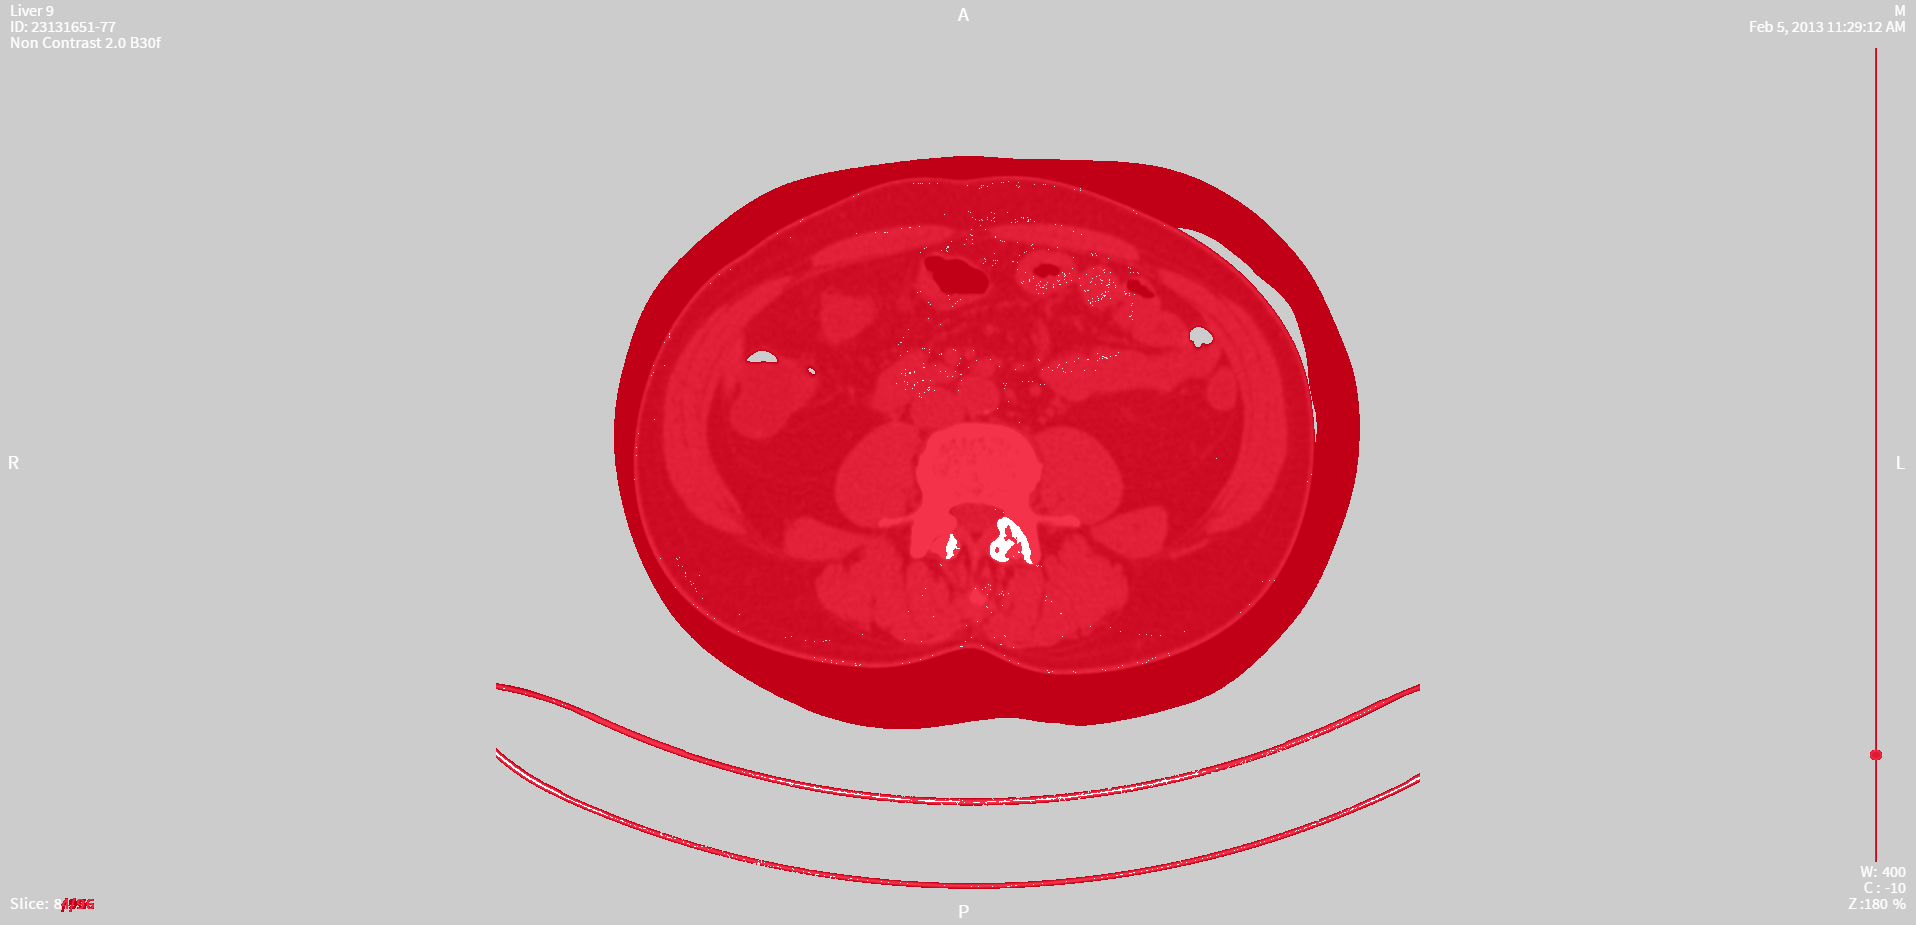 Liver 9
ID: 23131651-77
Non Contrast 2.0 B30f
A
M
Feb 5, 2013 11:29:12 AM
R
L
W: 400
C : -10
Z :180 %
Slice:
P